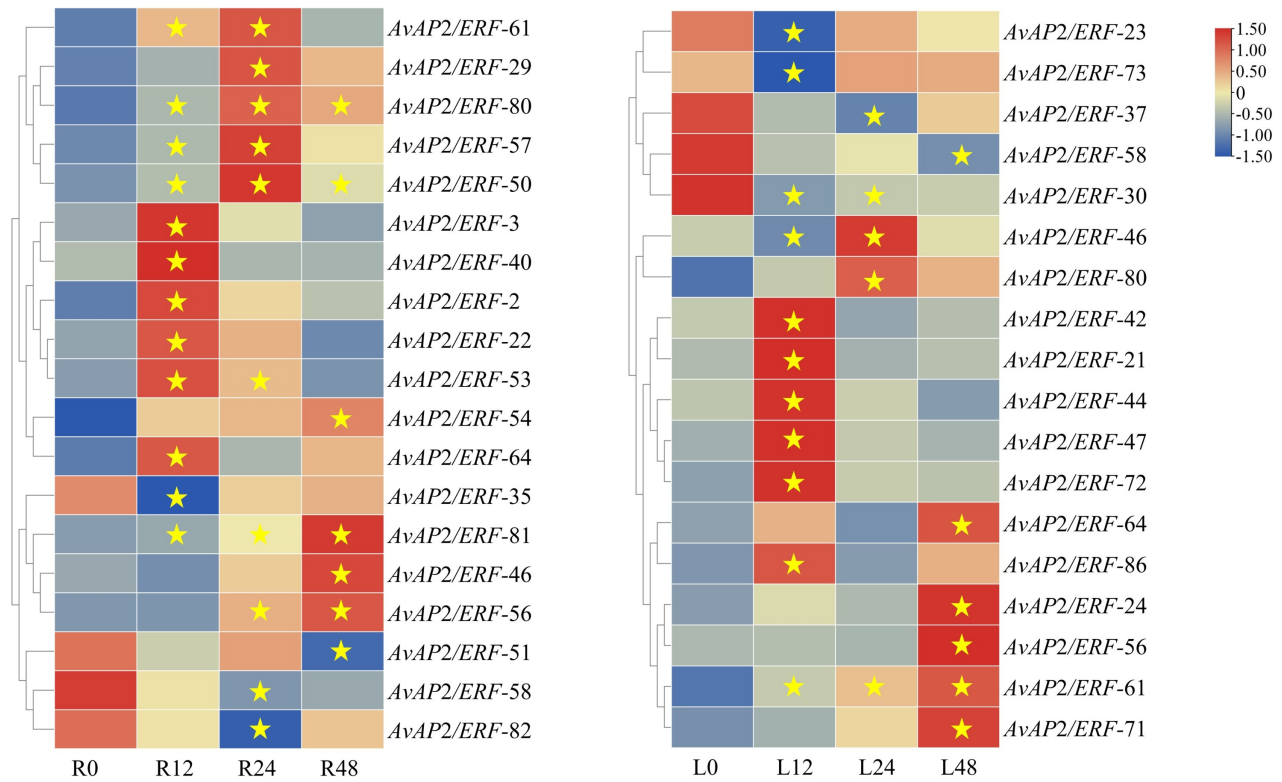 AvAP2/ERF-61
AvAP2/ERF-29
AvAP2/ERF-80
AvAP2/ERF-57
AvAP2/ERF-50
AvAP2/ERF-3
AvAP2/ERF-40
AvAP2/ERF-2
AvAP2/ERF-22
AvAP2/ERF-53
AvAP2/ERF-54
AvAP2/ERF-64
AvAP2/ERF-35
AvAP2/ERF-81
AvAP2/ERF-46
AvAP2/ERF-56
AvAP2/ERF-51
AvAP2/ERF-58
AvAP2/ERF-82
R0 R12 R24 R48
AvAP2/ERF-23
AvAP2/ERF-73
AvAP2/ERF-37
AvAP2/ERF-58
AvAP2/ERF-30
AvAP2/ERF-46
AvAP2/ERF-80
AvAP2/ERF-42
AvAP2/ERF-21
AvAP2/ERF-44
AvAP2/ERF-47
AvAP2/ERF-72
AvAP2/ERF-64
AvAP2/ERF-86
AvAP2/ERF-24
AvAP2/ERF-56
AvAP2/ERF-61
AvAP2/ERF-71
L0 L12 L24 L48
1.50
1.00
0.50
0
-0.50
-1.00
-1.50